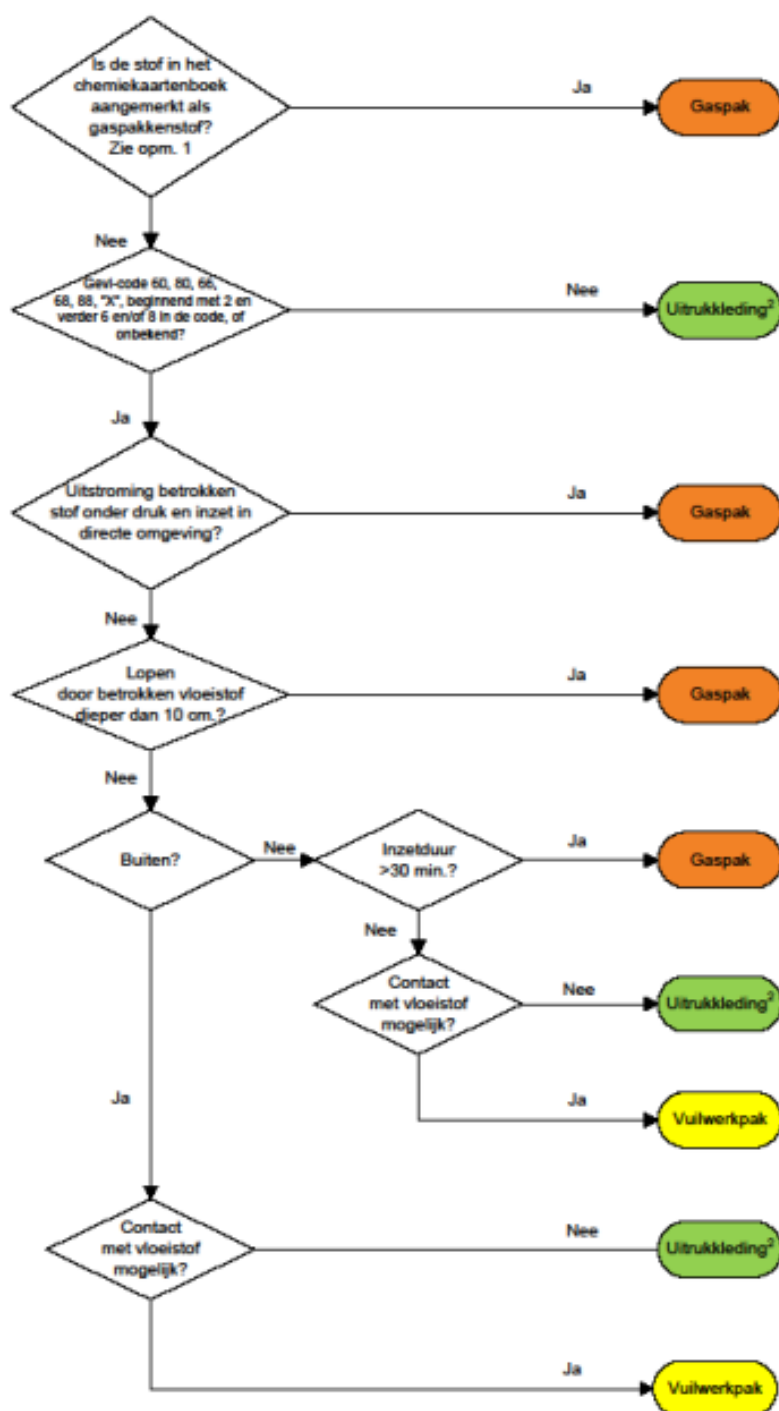 Is de stof in het
chemiekaartenboek
aangemerkt als
gaspakkenstof?
Zie opm. 1
Ja
Gaspak
Nee
Gevi-code 60, 80, 66,
68, 88, "X", beginnend met 2 en
verder 6 en/of 8 in de code, of
onbekend?
Nee
Uitrukkleding²
Ja
Uitstroming betrokken
stof onder druk en inzet in
directe omgeving?
Ja
Gaspak
Nee
Lopen
door betrokken vloeistof
dieper dan 10 cm.?
Ja
Gaspak
Nee
Buiten?
Nee
Inzetduur
>30 min.?
Ja
Gaspak
Nee
Contact
met vloeistof
mogelijk?
Nee
Uitrukkleding²
Ja
Vuilwerkpak
Ja
Contact
met vloeistof
mogelijk?
Nee
Uitrukkleding²
Ja
Vuilwerkpak